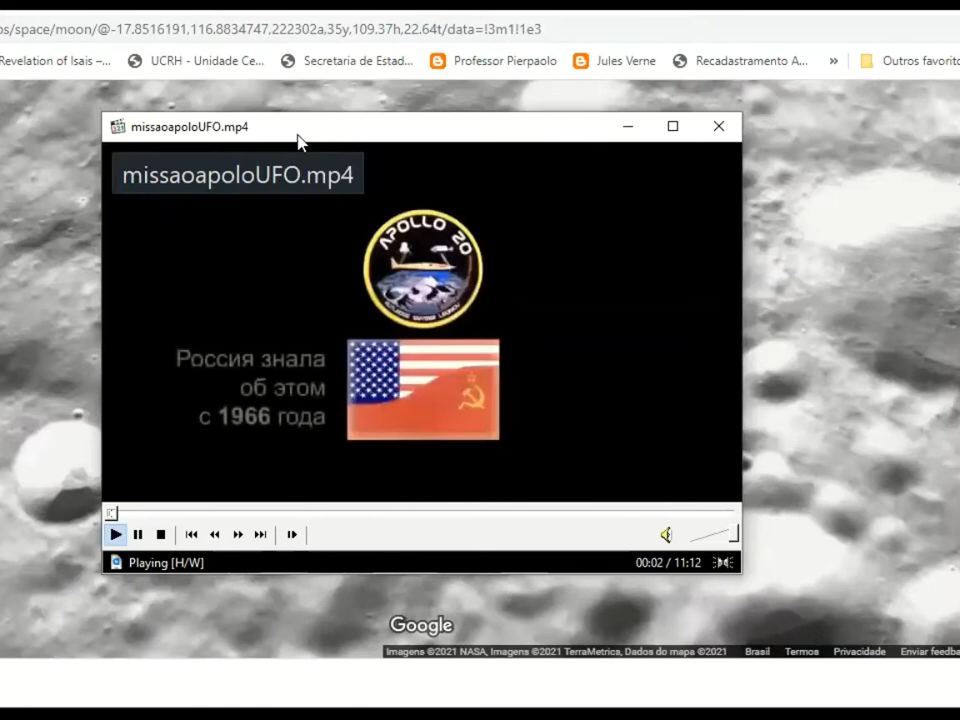 os/space/moon/@-17.8516191,116.8834747,222302a,35y,109.37h,22.64t/data=!3m1!1e3
Revelation of Isais –... UCRH - Unidade Ce... Secretaria de Estad... Professor Pierpaolo Jules Verne Recadastramento A... » Outros favorito
missaoapoloUFO.mp4
missaoapoloUFO.mp4
APOLLO 20
Россия знала
об этом
с 1966 года
Playing [H/W] 00:02 / 11:12
Google
Imagens ©2021 NASA, Imagens ©2021 TerraMetrica, Dados do mapa ©2021 Brasil Termos Privacidade Enviar feedba